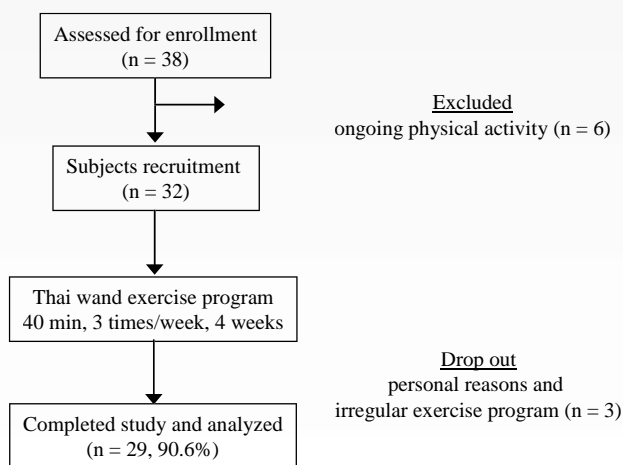 Assessed for enrollment
(n = 38)
Excluded
ongoing physical activity (n = 6)
Subjects recruitment
(n = 32)
Thai wand exercise program
40 min, 3 times/week, 4 weeks
Drop out
personal reasons and
irregular exercise program (n = 3)
Completed study and analyzed
(n = 29, 90.6%)